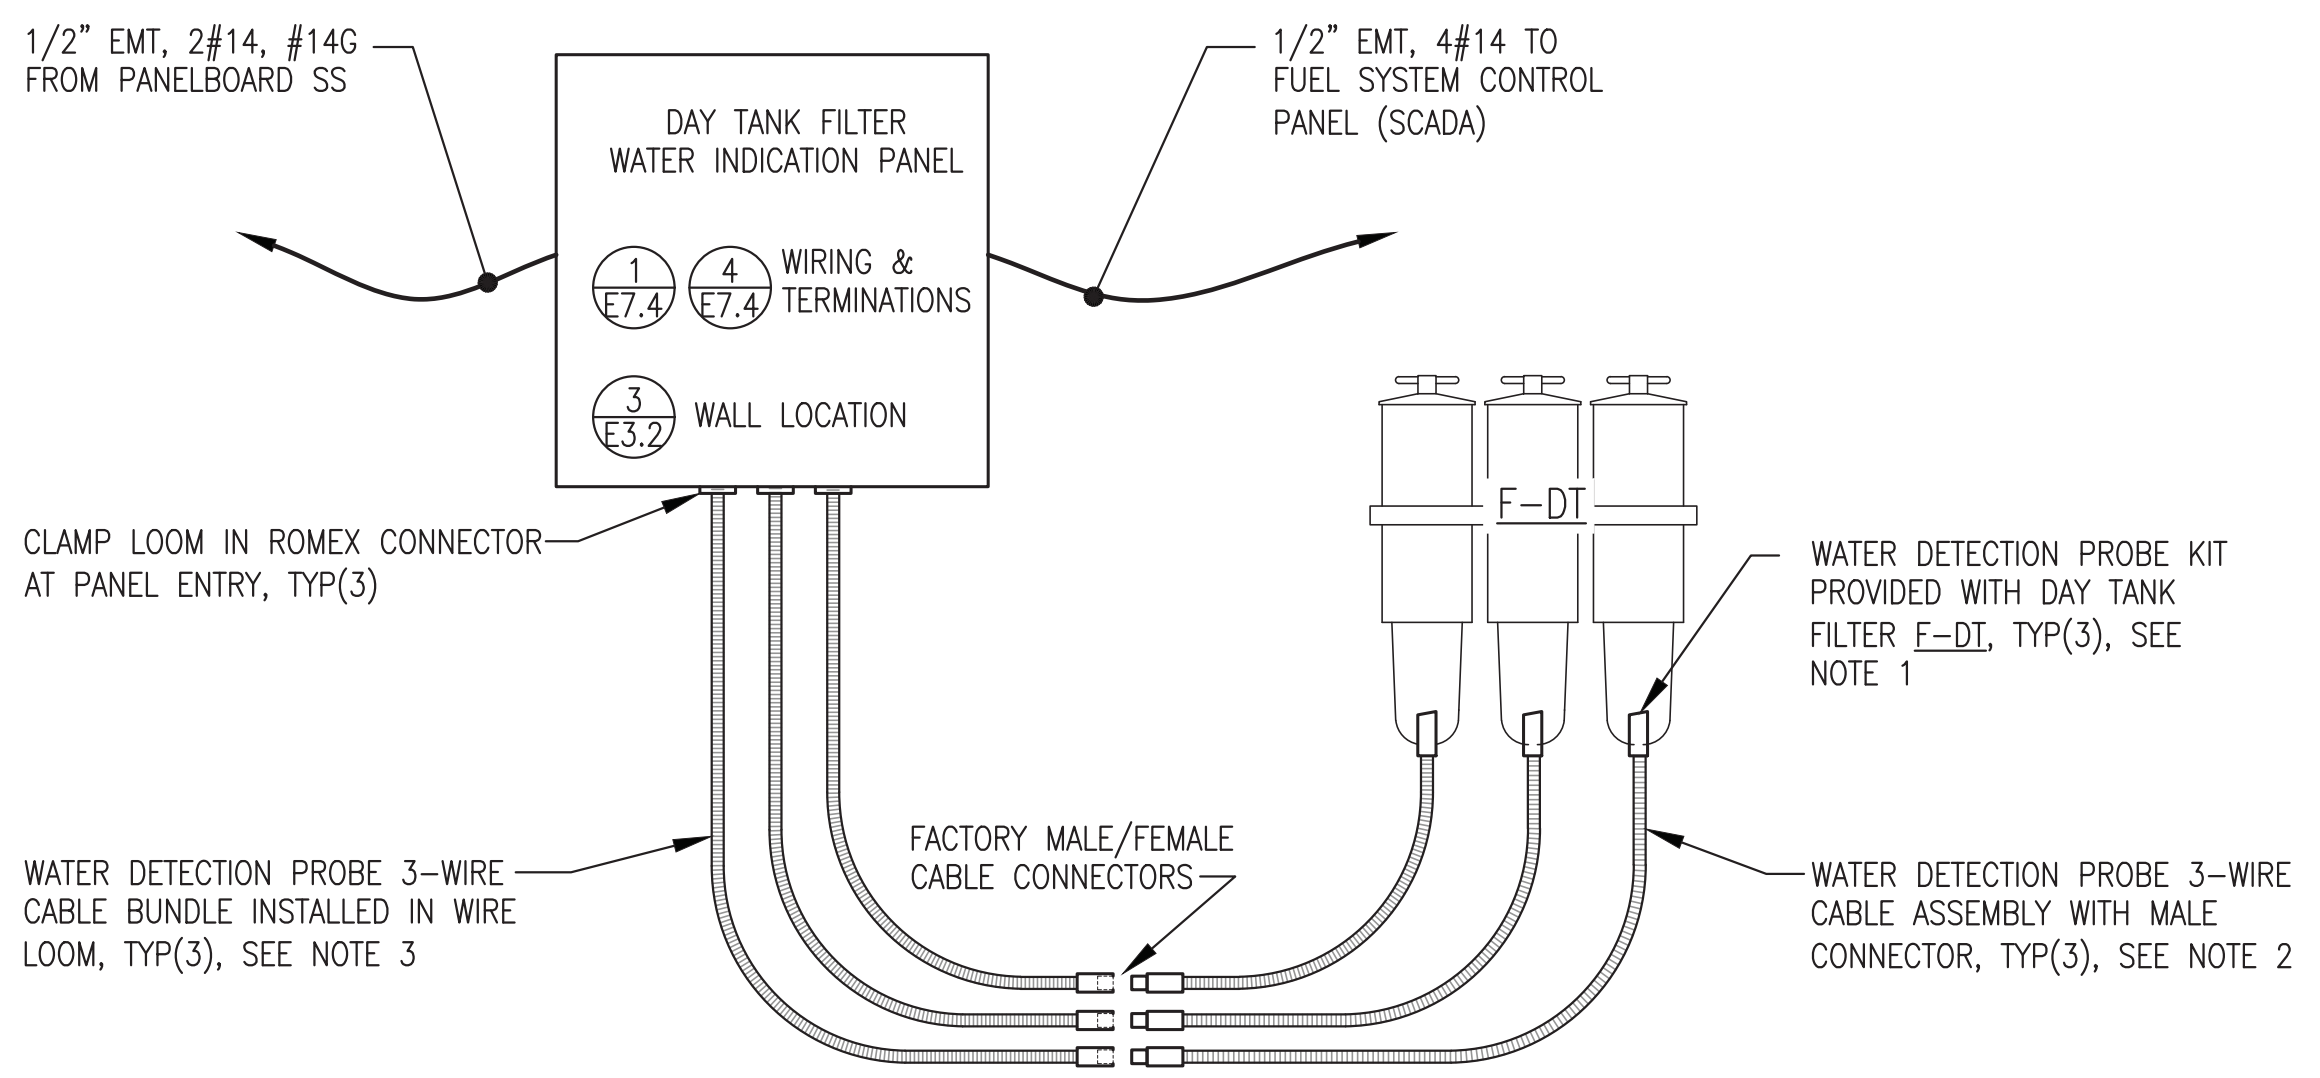 1/2” EMT, 2#14, #14G
FROM PANELBOARD SS
1/2” EMT, 4#14 TO
FUEL SYSTEM CONTROL
PANEL (SCADA)
DAY TANK FILTER
WATER INDICATION PANEL
1
E7.4
4
E7.4
WIRING &
TERMINATIONS
3
E3.2
WALL LOCATION
F-DT
CLAMP LOOM IN ROMEX CONNECTOR
AT PANEL ENTRY, TYP(3)
WATER DETECTION PROBE KIT
PROVIDED WITH DAY TANK
FILTER F-DT, TYP(3), SEE
NOTE 1
FACTORY MALE/FEMALE
CABLE CONNECTORS
WATER DETECTION PROBE 3-WIRE
CABLE BUNDLE INSTALLED IN WIRE
LOOM, TYP(3), SEE NOTE 3
WATER DETECTION PROBE 3-WIRE
CABLE ASSEMBLY WITH MALE
CONNECTOR, TYP(3), SEE NOTE 2